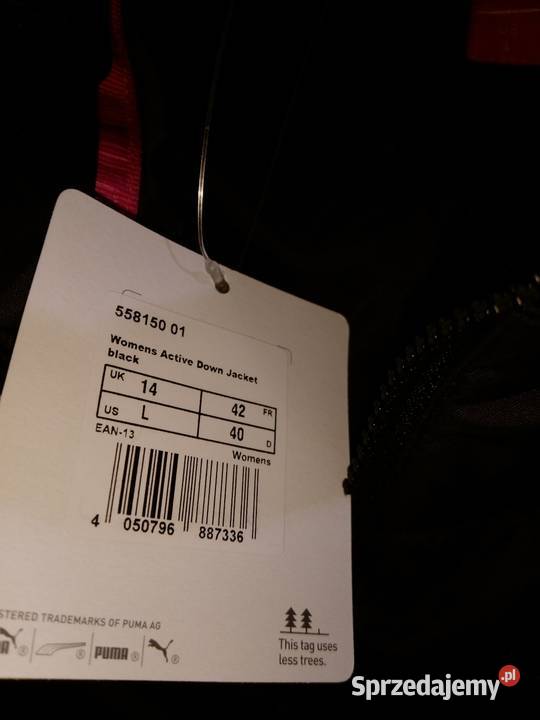 558150 01
Womens Active Down Jacket
black
UK 14 42 FR
US L 40 D
EAN-13
Womens
4 050796 887336
STERED TRADEMARKS OF PUMA AG
® ® PUMA® ®
This tag uses
less trees.
Sprzedajemy.pl